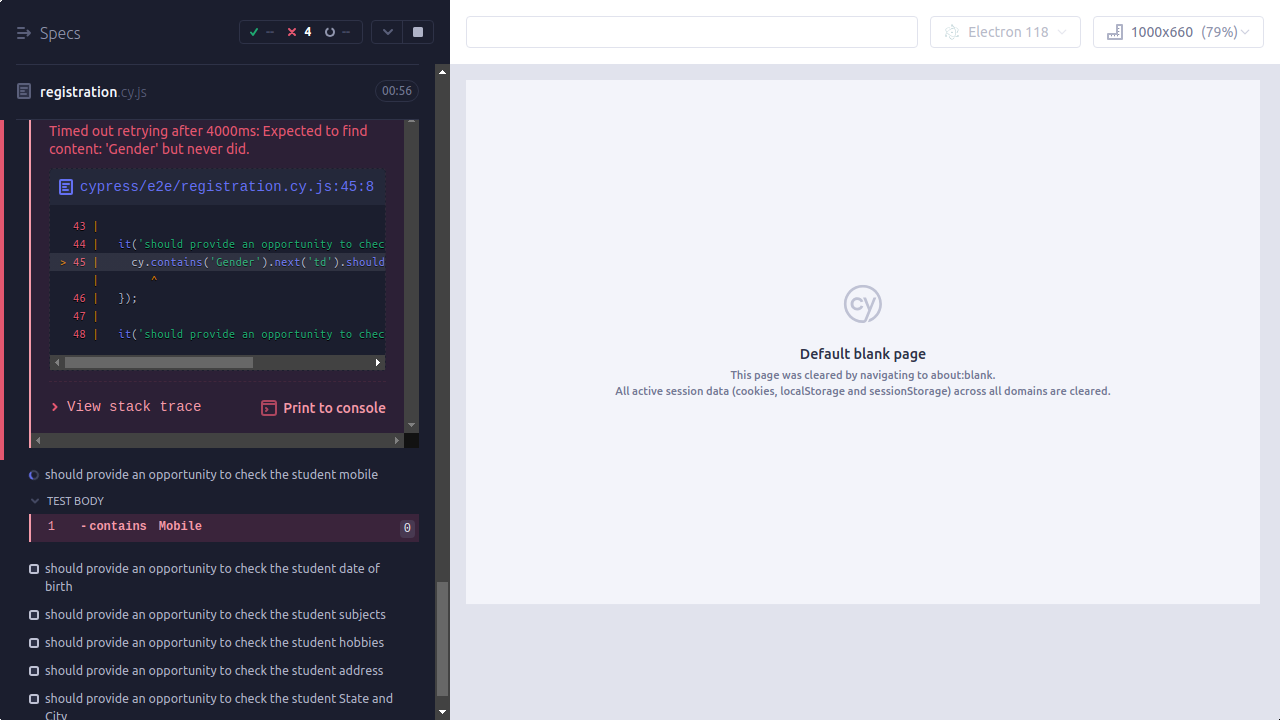 Specs
--
4
--
Electron 118
1000x660 (79%)
registration.cy.js
00:56
Timed out retrying after 4000ms: Expected to find
content: 'Gender' but never did.
cypress/e2e/registration.cy.js:45:8
43 |
44 | it('should provide an opportunity to chec
> 45 | cy.contains('Gender').next('td').should
| ^
46 | });
47 |
48 | it('should provide an opportunity to chec
View stack trace
Print to console
should provide an opportunity to check the student mobile
TEST BODY
1 -contains Mobile 0
should provide an opportunity to check the student date of
birth
should provide an opportunity to check the student subjects
should provide an opportunity to check the student hobbies
should provide an opportunity to check the student address
should provide an opportunity to check the student State and
City
cy
Default blank page
This page was cleared by navigating to about:blank.
All active session data (cookies, localStorage and sessionStorage) across all domains are cleared.